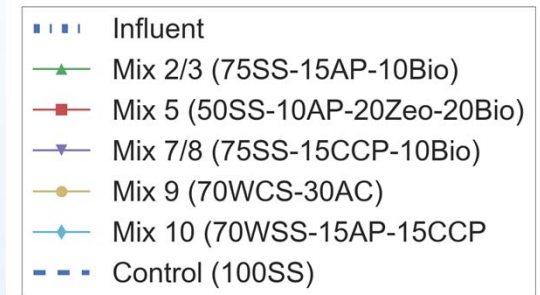 Influent
Mix 2/3 (75SS-15AP-10Bio)
Mix 5 (50SS-10AP-20Zeo-20Bio)
Mix 7/8 (75SS-15CCP-10Bio)
Mix 9 (70WCS-30AC)
Mix 10 (70WSS-15AP-15CCP
Control (100SS)